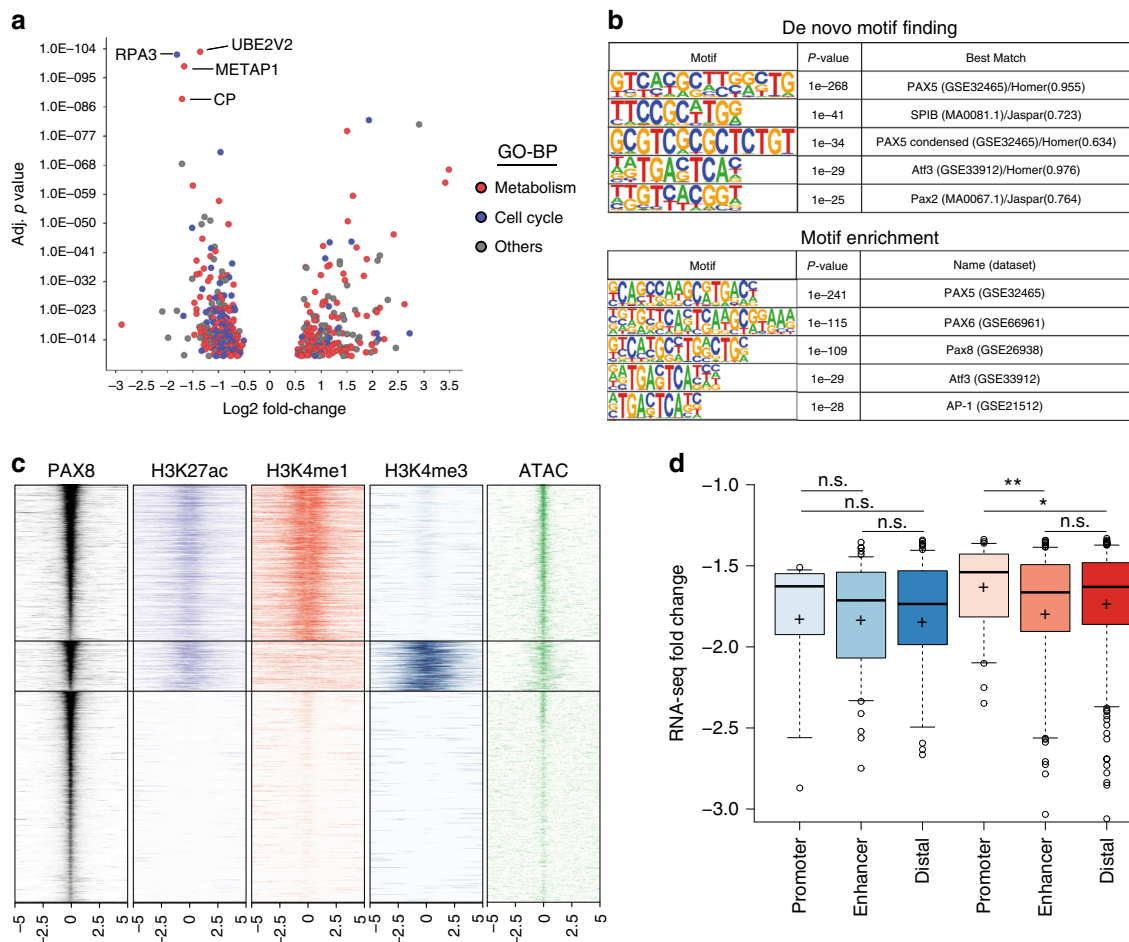 a
1.0E–104
1.0E–095
1.0E–086
1.0E–077
1.0E–068
1.0E–059
1.0E–050
1.0E–041
1.0E–032
1.0E–023
1.0E–014
Adj. p value
RPA3
UBE2V2
METAP1
CP
GO-BP
Metabolism
Cell cycle
Others
–3 –2.5 –2 –1.5 –1 –0.5 0 0.5 1 1.5 2 2.5 3 3.5
Log2 fold-change
b
De novo motif finding
Motif P-value Best Match
1e–268 PAX5 (GSE32465)/Homer(0.955)
TTCCGCATGG 1e–41 SPIB (MA0081.1)/Jaspar(0.723)
GCGTCGCGCTCTGT 1e–34 PAX5 condensed (GSE32465)/Homer(0.634)
1e–29 Atf3 (GSE33912)/Homer(0.976)
1e–25 Pax2 (MA0067.1)/Jaspar(0.764)
Motif enrichment
Motif P-value Name (dataset)
1e–241 PAX5 (GSE32465)
1e–115 PAX6 (GSE66961)
1e–109 Pax8 (GSE26938)
1e–29 Atf3 (GSE33912)
1e–28 AP-1 (GSE21512)
c
PAX8 H3K27ac H3K4me1 H3K4me3 ATAC
–5 –2.5 0 2.5 5 –5 –2.5 0 2.5 5 –5 –2.5 0 2.5 5 –5 –2.5 0 2.5 5 –5 –2.5 0 2.5 5
d
RNA-seq fold change
–1.0
–1.5
–2.0
–2.5
–3.0
n.s. **
n.s. *
n.s. n.s.
Promoter Enhancer Distal Promoter Enhancer Distal